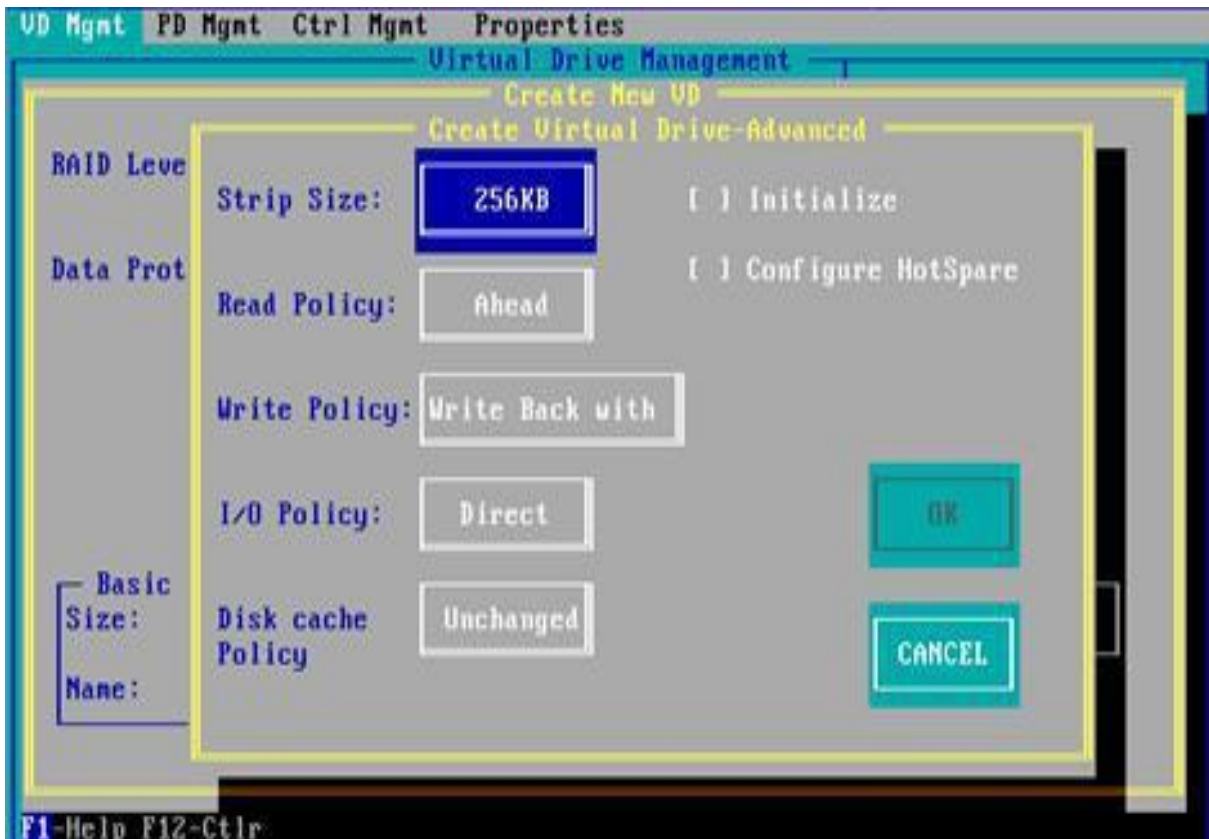 VD Mgmt PD Mgmt Ctrl Mgmt Properties
Virtual Drive Management
Create New VD
Create Virtual Drive-Advanced
RAID Leve
Strip Size: 256KB [ ] Initialize
Data Prot
[ ] Configure HotSpare
Read Policy: Ahead
Write Policy: Write Back with
I/O Policy: Direct
OK
Basic
Size:
Disk cache Unchanged
Policy
CANCEL
Name:
F1-Help F12-Ctlr